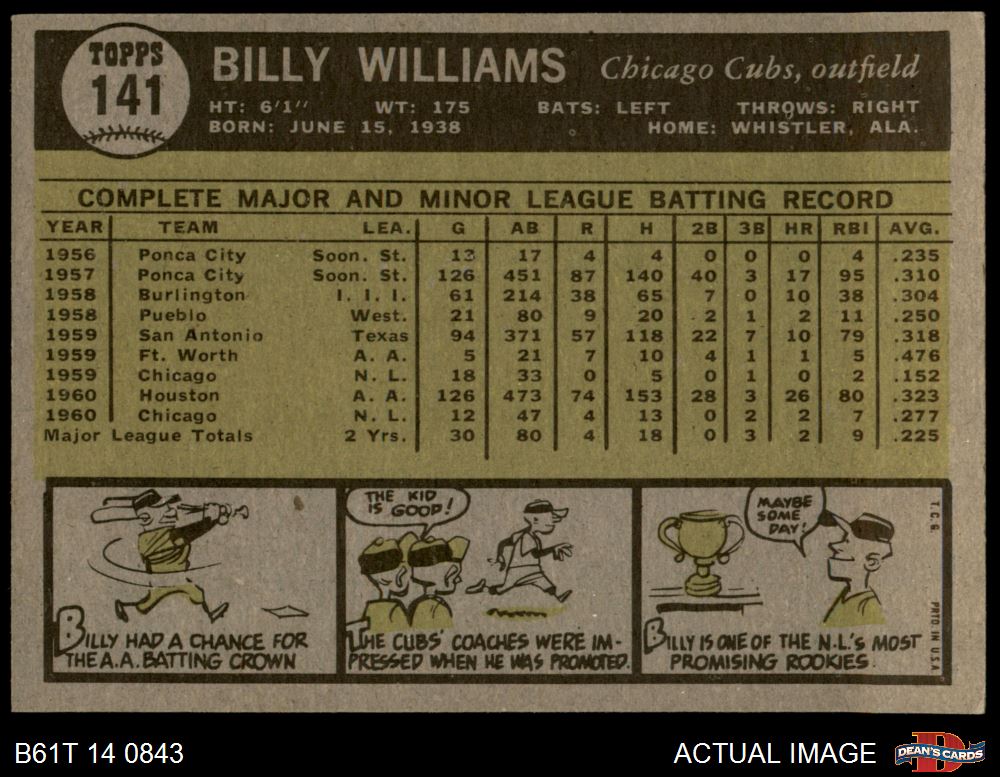 TOPPS
141
BILLY WILLIAMS Chicago Cubs, outfield
HT: 6'1" WT: 175 BATS: LEFT THROWS: RIGHT
BORN: JUNE 15, 1938 HOME: WHISTLER, ALA.
COMPLETE MAJOR AND MINOR LEAGUE BATTING RECORD
YEAR TEAM LEA. G AB R H 2B 3B HR RBI AVG.
1956 Ponca City Soon. St. 13 17 4 4 0 0 0 4 .235
1957 Ponca City Soon. St. 126 451 87 140 40 3 17 95 .310
1958 Burlington I. I. I. 61 214 38 65 7 0 10 38 .304
1958 Pueblo West. 21 80 9 20 2 1 2 11 .250
1959 San Antonio Texas 94 371 57 118 22 7 10 79 .318
1959 Ft. Worth A. A. 5 21 7 10 4 1 1 5 .476
1959 Chicago N. L. 18 33 0 5 0 1 0 2 .152
1960 Houston A. A. 126 473 74 153 28 3 26 80 .323
1960 Chicago N. L. 12 47 4 13 0 2 2 7 .277
Major League Totals 2 Yrs. 30 80 4 18 0 3 2 9 .225
BILLY HAD A CHANCE FOR
THE A.A. BATTING CROWN
THE KID
IS GOOD!
THE CUBS' COACHES WERE IM-
PRESSED WHEN HE WAS PROMOTED.
MAYBE
SOME
DAY!
BILLY IS ONE OF THE N.L.'S MOST
PROMISING ROOKIES.
T.C.G.
PRTD. IN U.S.A.
B61T 14 0843
ACTUAL IMAGE
D
DEAN'S CARDS